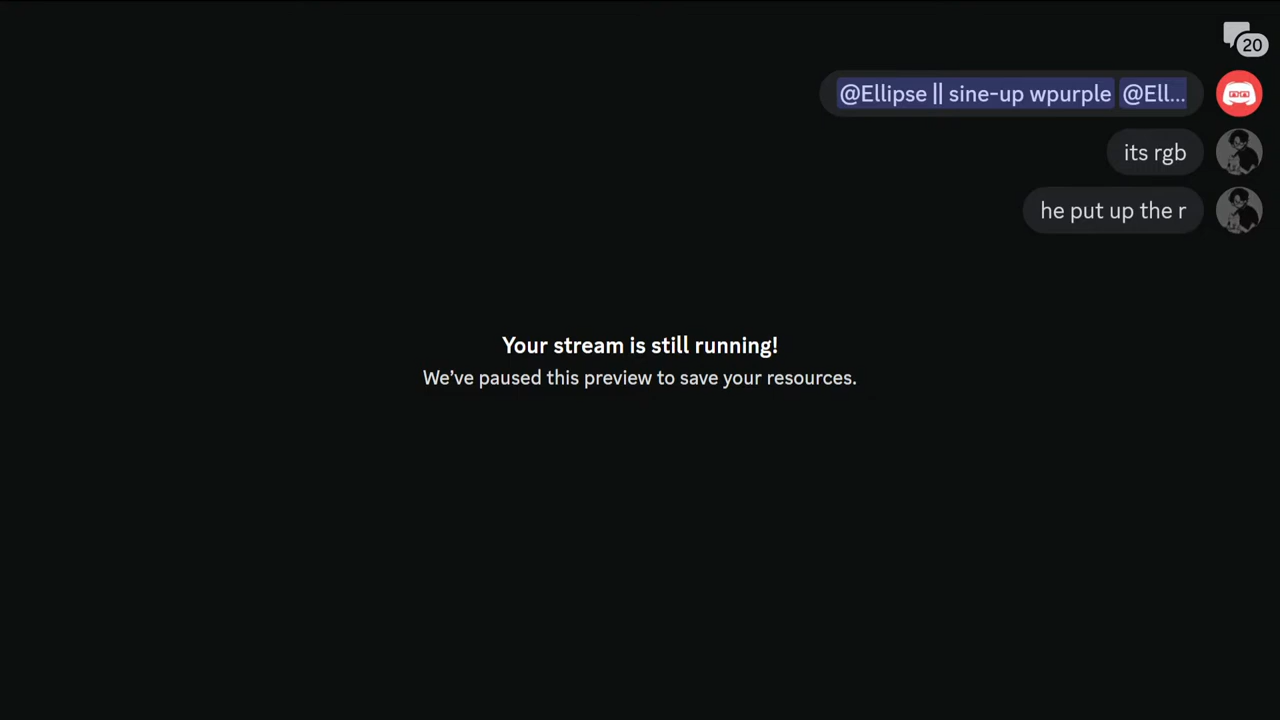 20
@Ellipse || sine-up wpurple @Ell...
its rgb
he put up the r
Your stream is still running!
We’ve paused this preview to save your resources.